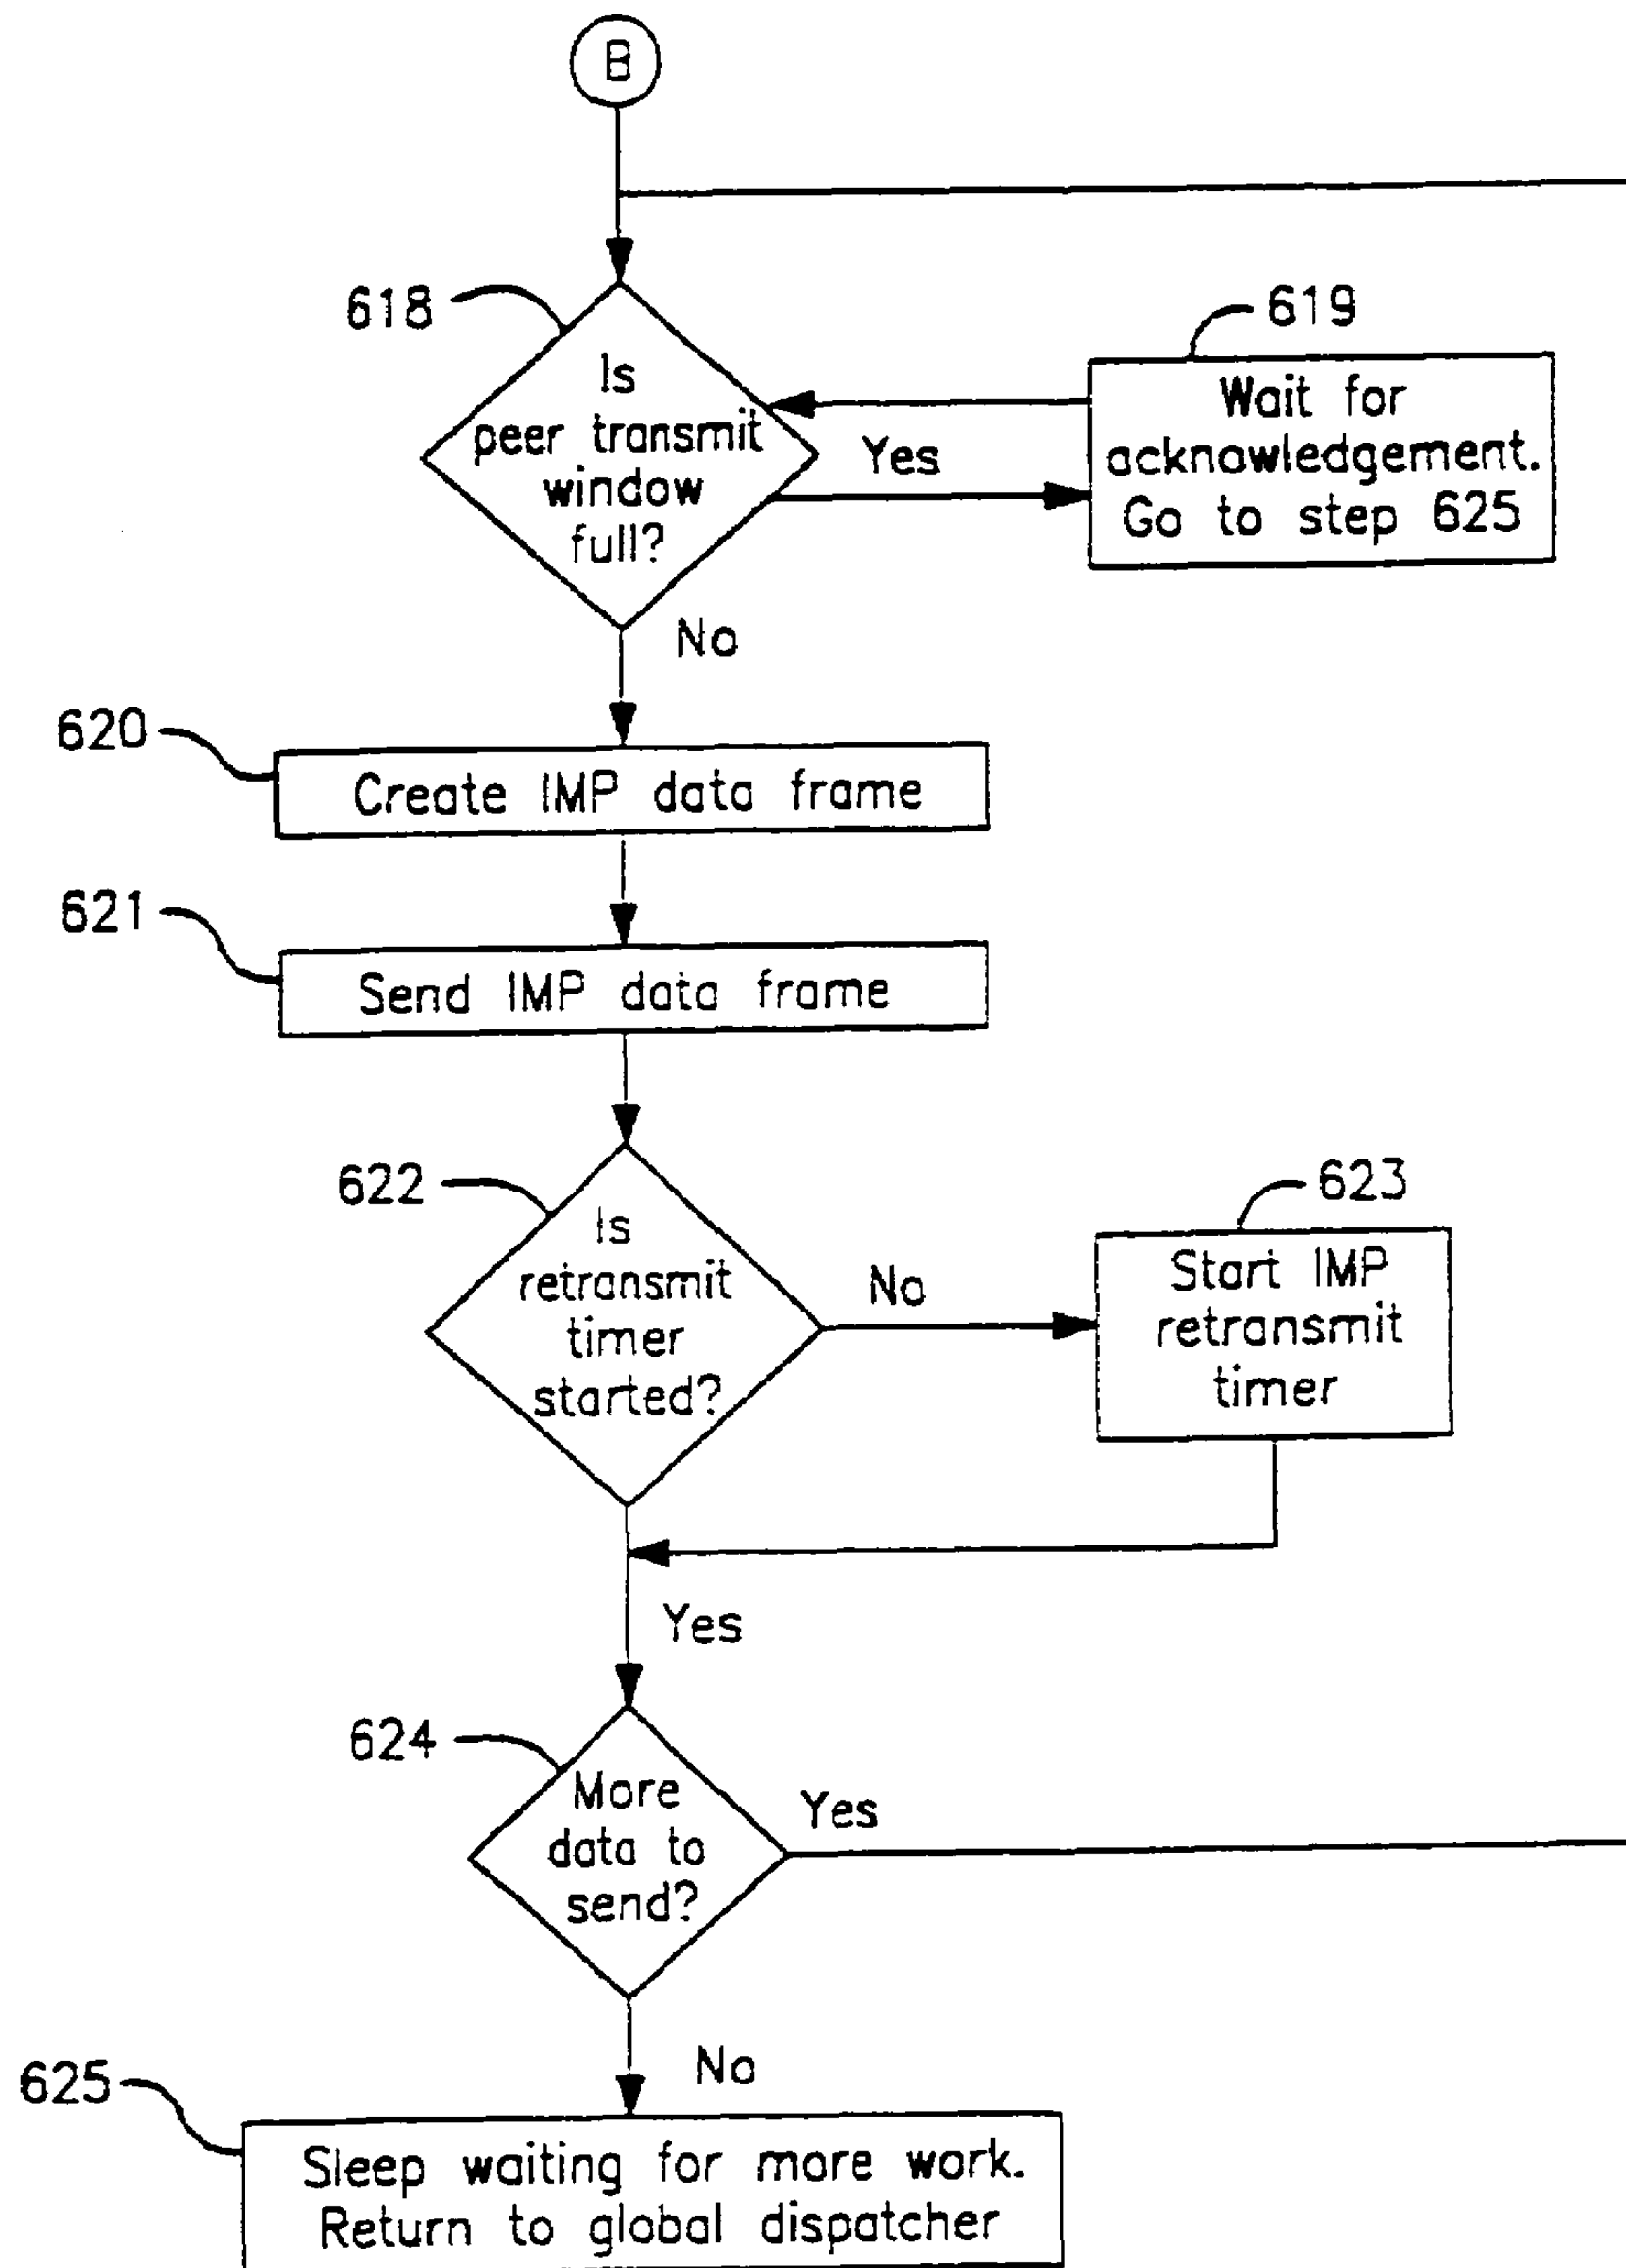 B
618
Is
peer transmit
window
full?
Yes
619
Wait for
acknowledgement.
Go to step 625
No
620
Create IMP data frame
621
Send IMP data frame
622
Is
retransmit
timer
started?
No
623
Start IMP
retransmit
timer
Yes
624
More
data to
send?
Yes
No
625
Sleep waiting for more work.
Return to global dispatcher